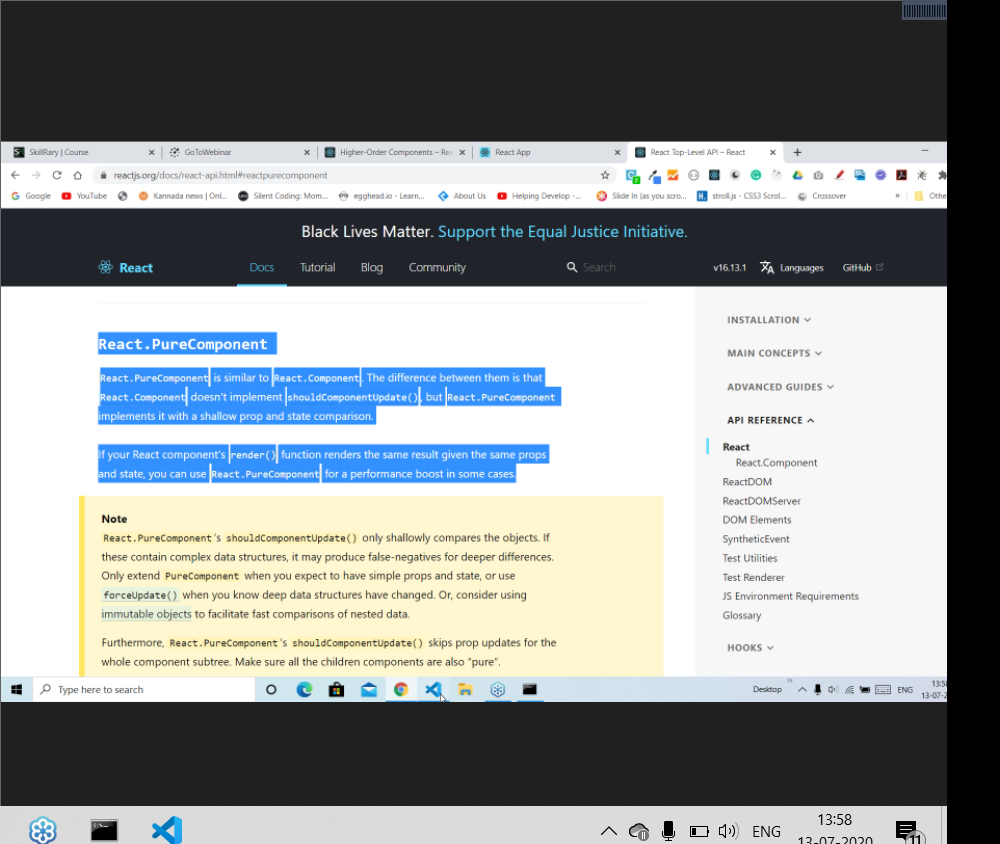 SkillRary | Course
GoToWebinar
Higher-Order Components – Re
React App
React Top-Level API – React
reactjs.org/docs/react-api.html#reactpurecomponent
Google
YouTube
Kannada news | Onl...
Silent Coding: Mom...
egghead.io - Learn...
About Us
Helping Develop -...
Slide In (as you scro...
stroll.js - CSS3 Scrol...
Crossover
»
Othe
Black Lives Matter. Support the Equal Justice Initiative.
React
Docs
Tutorial
Blog
Community
Search
v16.13.1
Languages
GitHub
React.PureComponent
React.PureComponent is similar to React.Component. The difference between them is that
React.Component doesn't implement shouldComponentUpdate(), but React.PureComponent
implements it with a shallow prop and state comparison.
If your React component's render() function renders the same result given the same props
and state, you can use React.PureComponent for a performance boost in some cases.
Note
React.PureComponent's shouldComponentUpdate() only shallowly compares the objects. If
these contain complex data structures, it may produce false-negatives for deeper differences.
Only extend PureComponent when you expect to have simple props and state, or use
forceUpdate() when you know deep data structures have changed. Or, consider using
immutable objects to facilitate fast comparisons of nested data.
Furthermore, React.PureComponent's shouldComponentUpdate() skips prop updates for the
whole component subtree. Make sure all the children components are also "pure".
INSTALLATION
MAIN CONCEPTS
ADVANCED GUIDES
API REFERENCE
React
React.Component
ReactDOM
ReactDOMServer
DOM Elements
SyntheticEvent
Test Utilities
Test Renderer
JS Environment Requirements
Glossary
HOOKS
Type here to search
Desktop
»
ENG
13:58
13-07-2
ENG
13:58
13-07-2020
11